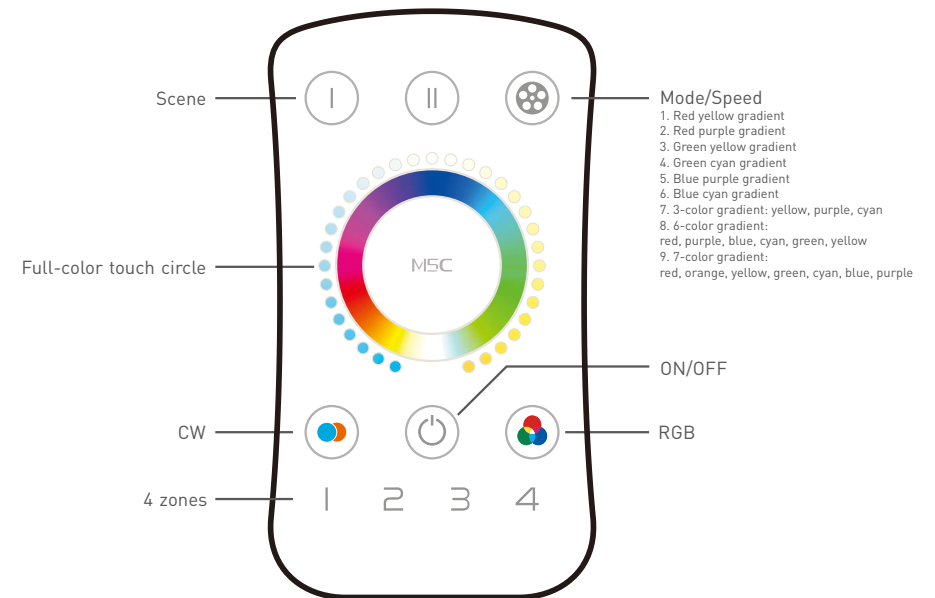 Scene
I
II
Mode/Speed
1. Red yellow gradient
2. Red purple gradient
3. Green yellow gradient
4. Green cyan gradient
5. Blue purple gradient
6. Blue cyan gradient
7. 3-color gradient: yellow, purple, cyan
8. 6-color gradient:
red, purple, blue, cyan, green, yellow
9. 7-color gradient:
red, orange, yellow, green, cyan, blue, purple
Full-color touch circle
MSC
ON/OFF
CW
RGB
4 zones
1 2 3 4